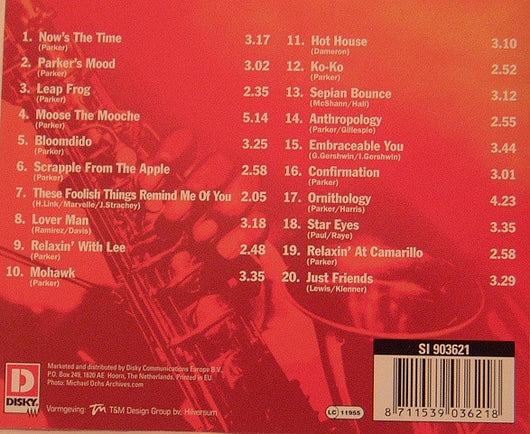 1. Now's The Time 3.17
(Parker)
2. Parker's Mood 3.02
(Parker)
3. Leap Frog 2.35
(Parker)
4. Moose The Mooche 5.14
(Parker)
5. Bloomdido 3.25
(Parker)
6. Scrapple From The Apple 2.58
(Parker)
7. These Foolish Things Remind Me Of You 2.05
(H.Link/Marvelle/J.Strachey)
8. Lover Man 3.18
(Ramirez/Davis)
9. Relaxin' With Lee 2.48
(Parker)
10. Mohawk 3.35
(Parker)
11. Hot House 3.10
(Dameron)
12. Ko-Ko 2.52
(Parker)
13. Sepian Bounce 3.12
(McShann/Hall)
14. Anthropology 2.55
(Parker/Gillespie)
15. Embraceable You 3.44
(G.Gershwin/I.Gershwin)
16. Confirmation 3.01
(Parker)
17. Ornithology 4.23
(Parker/Harris)
18. Star Eyes 3.35
(Paul/Raye)
19. Relaxin' At Camarillo 2.58
(Parker)
20. Just Friends 3.29
(Lewis/Klenner)
SI 903621
D
DISKY
Marketed and distributed by Disky Communications Europe B.V.,
P.O. Box 249, 1620 AE Hoorn, The Netherlands. Printed in EU
Photo: Michael Ochs Archives.com
Vormgeving: TM T&M Design Group bv. Hilversum
LC 11955
8 711539 036218